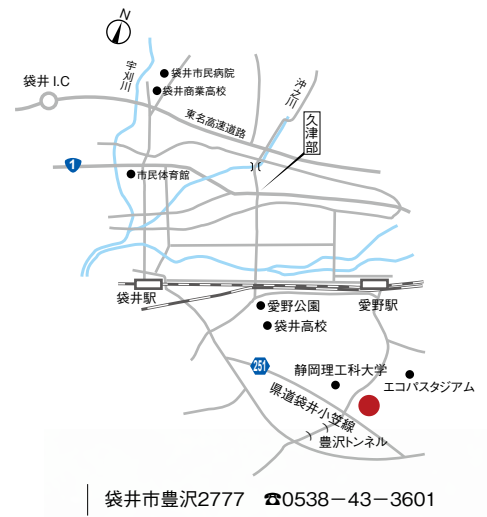 N
袋井市民病院
袋井商業高校
宇刈川
沖之川
袋井 I.C
東名高速道路
久津部
1
市民体育館
袋井駅
愛野駅
愛野公園
袋井高校
251
静岡理工科大学
エコパスタジアム
県道袋井小笠線
豊沢トンネル
袋井市豊沢2777 ☎0538−43−3601